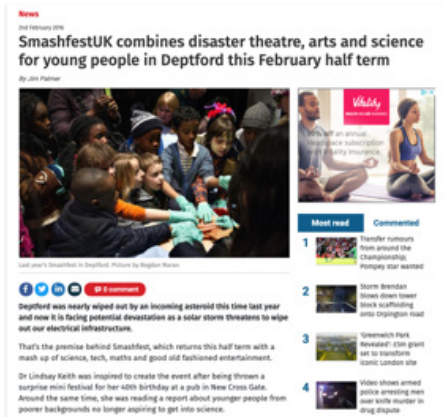 News
2nd February 2016
SmashfestUK combines disaster theatre, arts and science
for young people in Deptford this February half term
By Jim Palmer
Vitality
an annual
subscription
with Vitality Insurance.
Last year's Smashfest in Deptford. Picture by
0 comment
Deptford was nearly wiped out by an incoming asteroid this time last year
and now it is facing potential devastation as a solar storm threatens to wipe
out our electrical infrastructure.
That's the premise behind Smashfest, which returns this half term with a
mash up of science, tech, maths and good old fashioned entertainment.
Dr Lindsay Keith was inspired to create the event after being thrown a
surprise mini festival for her 40th birthday at a pub in New Cross Gate.
Around the same time, she was reading a report about younger people from
poorer backgrounds no longer aspiring to get into science.
Most read
Commented
1
Transfer rumours
from around the
Championship;
Pompey star wanted
2
Storm Brendan
blows down tower
block scaffolding
onto Orpington road
3
'Greenwich Park
Revealed': £5m grant
set to transform
iconic London site
4
Video shows armed
police arresting men
over knife murder in
drug dispute